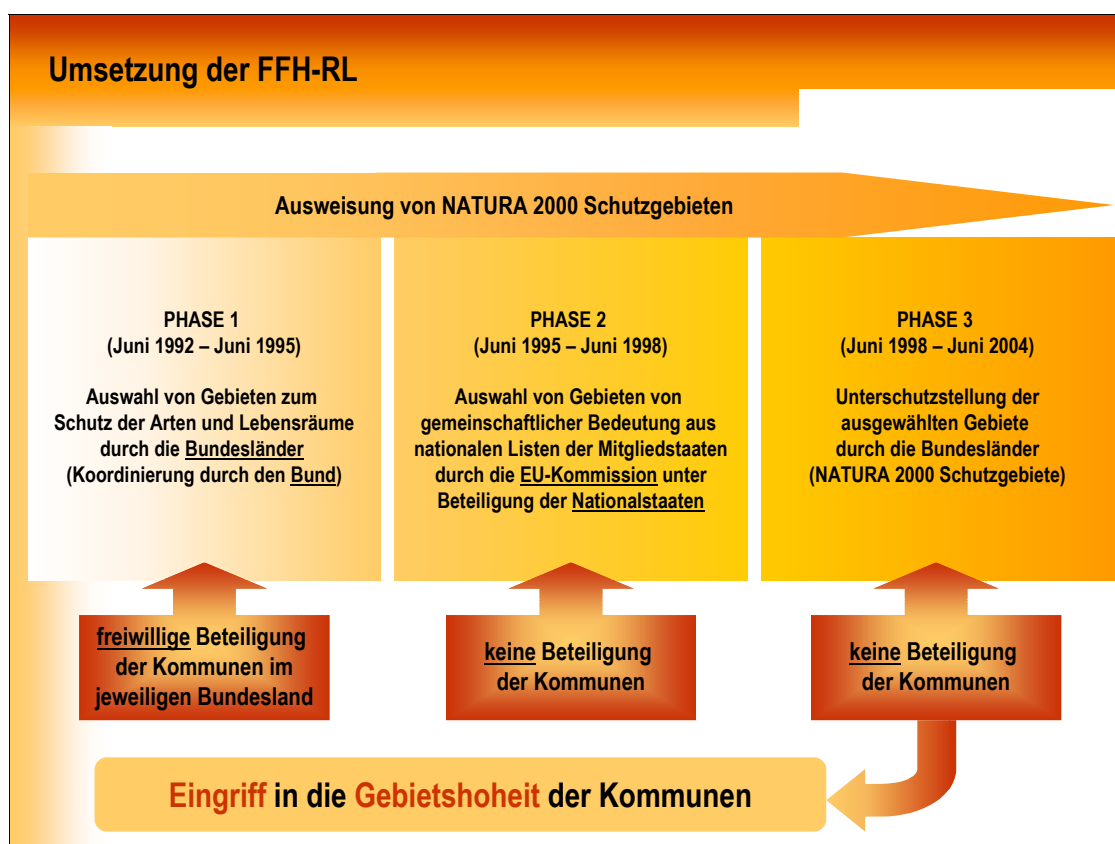 Umsetzung der FFH-RL
Ausweisung von NATURA 2000 Schutzgebieten
PHASE 1
(Juni 1992 – Juni 1995)
Auswahl von Gebieten zum
Schutz der Arten und Lebensräume
durch die Bundesländer
(Koordinierung durch den Bund)
PHASE 2
(Juni 1995 – Juni 1998)
Auswahl von Gebieten von
gemeinschaftlicher Bedeutung aus
nationalen Listen der Mitgliedstaaten
durch die EU-Kommission unter
Beteiligung der Nationalstaaten
PHASE 3
(Juni 1998 – Juni 2004)
Unterschutzstellung der
ausgewählten Gebiete
durch die Bundesländer
(NATURA 2000 Schutzgebiete)
freiwillige Beteiligung
der Kommunen im
jeweiligen Bundesland
keine Beteiligung
der Kommunen
keine Beteiligung
der Kommunen
Eingriff in die Gebietshoheit der Kommunen